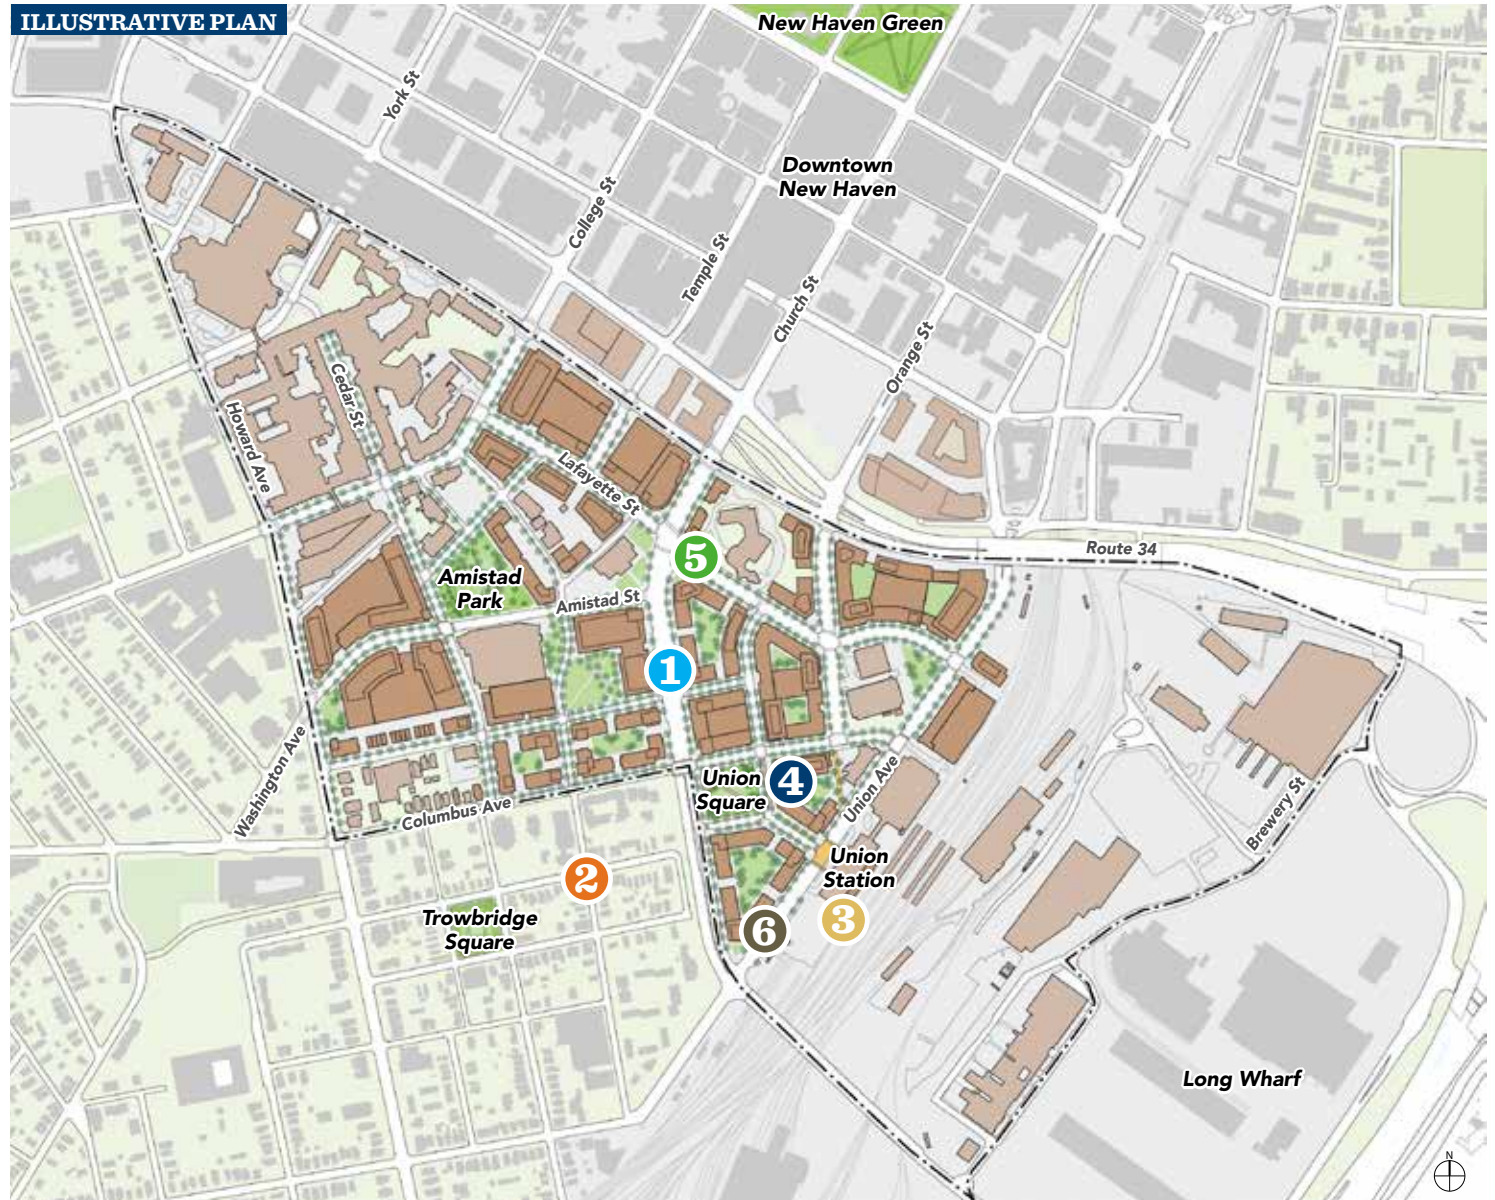 ILLUSTRATIVE PLAN
New Haven Green
York St
Downtown
New Haven
College St
Temple St
Church St
Orange St
Cedar St
Howard Ave
Lafayette St
Route 34
5
Amistad
Park
Amistad St
1
Washington Ave
Union
Square
4
Union Ave
Columbus Ave
Brewery St
Union
Station
2
3
Trowbridge
Square
6
Long Wharf
N